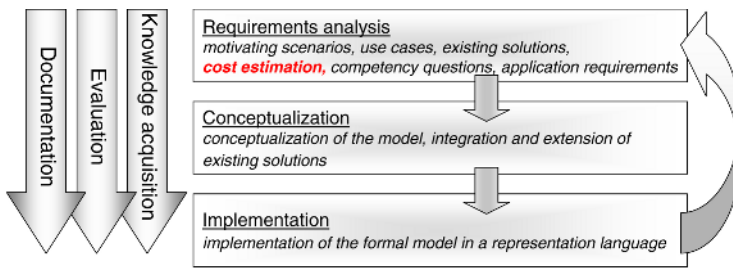 Documentation
Evaluation
Knowledge acquisition
Requirements analysis
motivating scenarios, use cases, existing solutions,
cost estimation, competency questions, application requirements
Conceptualization
conceptualization of the model, integration and extension of
existing solutions
Implementation
implementation of the formal model in a representation language